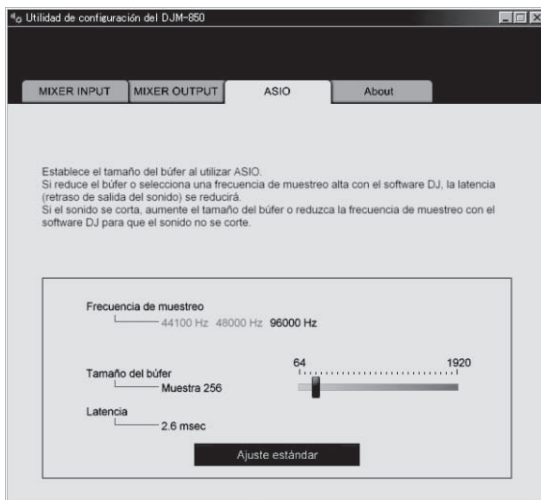 Utilidad de configuración del DJM-850
MIXER INPUT MIXER OUTPUT ASIO About
Establece el tamaño del búfer al utilizar ASIO.
Si reduce el búfer o selecciona una frecuencia de muestreo alta con el software DJ, la latencia
(retraso de salida del sonido) se reducirá.
Si el sonido se corta, aumente el tamaño del búfer o reduzca la frecuencia de muestreo con el
software DJ para que el sonido no se corte.
Frecuencia de muestreo
44100 Hz 48000 Hz 96000 Hz
64 1920
Tamaño del búfer
Muestra 256
Latencia
2.6 msec
Ajuste estándar